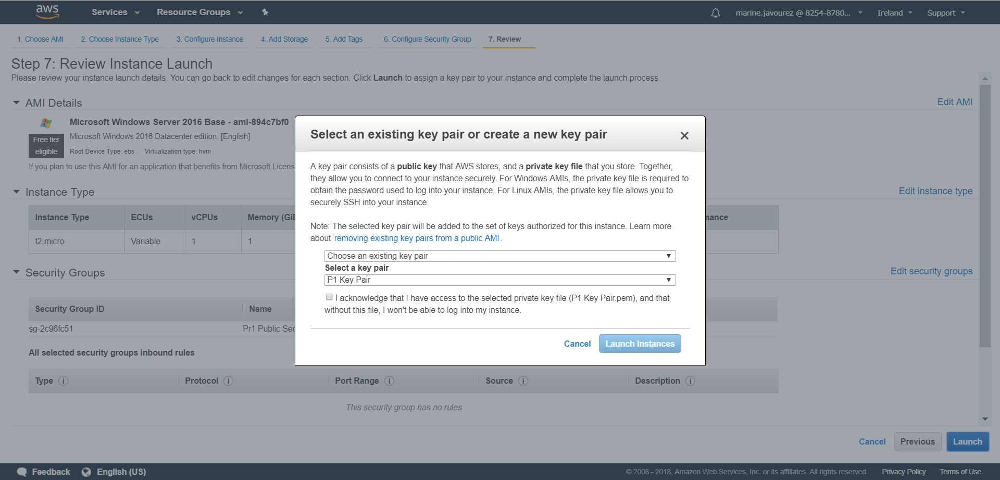 aws Services Resource Groups marine.javourez @ 8254-8780... Ireland Support
1. Choose AMI 2. Choose Instance Type 3. Configure Instance 4. Add Storage 5. Add Tags 6. Configure Security Group 7. Review
Step 7: Review Instance Launch
Please review your instance launch details. You can go back to edit changes for each section. Click Launch to assign a key pair to your instance and complete the launch process.
AMI Details Edit AMI
Microsoft Windows Server 2016 Base - ami-894c7bf0
Free tier eligible
Microsoft Windows 2016 Datacenter edition. [English]
Root Device Type: ebs Virtualization type: hvm
If you plan to use this AMI for an application that benefits from Microsoft Licens
Instance Type Edit instance type
Instance Type ECUs vCPUs Memory (GiB mance
t2.micro Variable 1 1
Security Groups Edit security groups
Security Group ID Name
sg-2c96fc51 Pr1 Public Sec
All selected security groups inbound rules
Type i Protocol i Port Range i Source i Description i
This security group has no rules
Select an existing key pair or create a new key pair ×
A key pair consists of a public key that AWS stores, and a private key file that you store. Together,
they allow you to connect to your instance securely. For Windows AMIs, the private key file is required to
obtain the password used to log into your instance. For Linux AMIs, the private key file allows you to
securely SSH into your instance.
Note: The selected key pair will be added to the set of keys authorized for this instance. Learn more
about removing existing key pairs from a public AMI .
Choose an existing key pair
Select a key pair
P1 Key Pair
I acknowledge that I have access to the selected private key file (P1 Key Pair.pem), and that
without this file, I won't be able to log into my instance.
Cancel Launch Instances
Cancel Previous Launch
Feedback English (US) © 2008 - 2018, Amazon Web Services, Inc. or its affiliates. All rights reserved. Privacy Policy Terms of Use